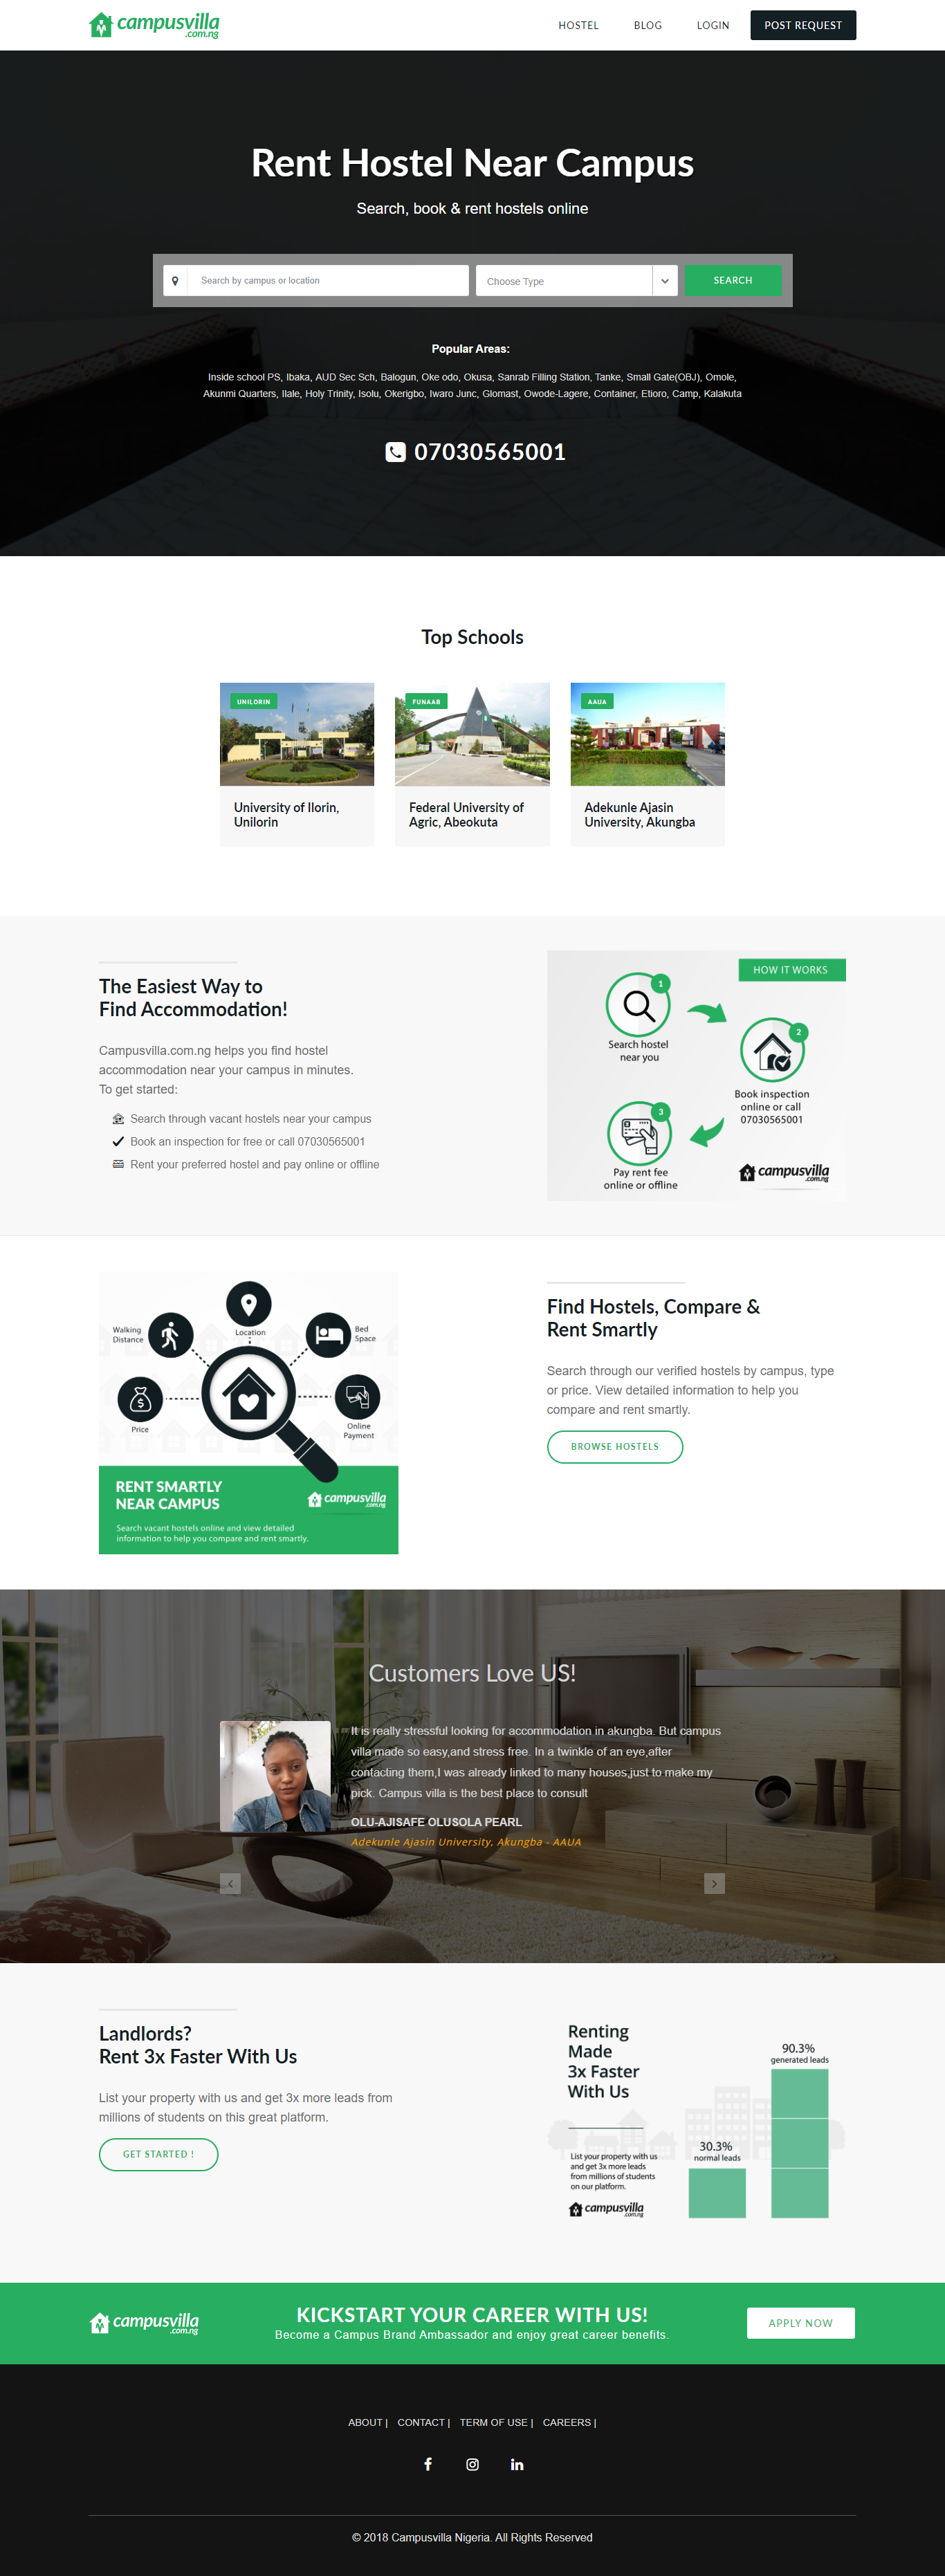 campusvilla
.com.ng
HOSTEL
BLOG
LOGIN
POST REQUEST
Rent Hostel Near Campus
Search, book & rent hostels online
Search by campus or location
Choose Type
SEARCH
Popular Areas:
Inside school PS, Ibaka, AUD Sec Sch, Balogun, Oke odo, Okusa, Sanrab Filling Station, Tanke, Small Gate(OBJ), Omole,
Akunmi Quarters, Ilale, Holy Trinity, Isolu, Okerigbo, Iwaro Junc, Glomast, Owode-Lagere, Container, Etioro, Camp, Kalakuta
07030565001
Top Schools
UNILORIN
University of Ilorin,
Unilorin
FUNAAB
Federal University of
Agric, Abeokuta
AAUA
Adekunle Ajasin
University, Akungba
The Easiest Way to
Find Accommodation!
Campusvilla.com.ng helps you find hostel
accommodation near your campus in minutes.
To get started:
Search through vacant hostels near your campus
Book an inspection for free or call 07030565001
Rent your preferred hostel and pay online or offline
HOW IT WORKS
1
Search hostel
near you
2
Book inspection
online or call
07030565001
3
Pay rent fee
online or offline
campusvilla
.com.ng
Walking
Distance
Location
Bed
Space
Price
$
Online
Payment
RENT SMARTLY
NEAR CAMPUS
campusvilla
.com.ng
Search vacant hostels online and view detailed
information to help you compare and rent smartly.
Find Hostels, Compare &
Rent Smartly
Search through our verified hostels by campus, type
or price. View detailed information to help you
compare and rent smartly.
BROWSE HOSTELS
Customers Love US!
It is really stressful looking for accommodation in akungba. But campus
villa made so easy,and stress free. In a twinkle of an eye,after
contacting them,I was already linked to many houses,just to make my
pick. Campus villa is the best place to consult
OLU-AJISAFE OLUSOLA PEARL
Adekunle Ajasin University, Akungba - AAUA
Landlords?
Rent 3x Faster With Us
List your property with us and get 3x more leads from
millions of students on this great platform.
GET STARTED !
Renting
Made
3x Faster
With Us
List your property with us
and get 3x more leads
from millions of students
on our platform.
campusvilla
.com.ng
30.3%
normal leads
90.3%
generated leads
campusvilla
.com.ng
KICKSTART YOUR CAREER WITH US!
Become a Campus Brand Ambassador and enjoy great career benefits.
APPLY NOW
ABOUT | CONTACT | TERM OF USE | CAREERS |
© 2018 Campusvilla Nigeria. All Rights Reserved